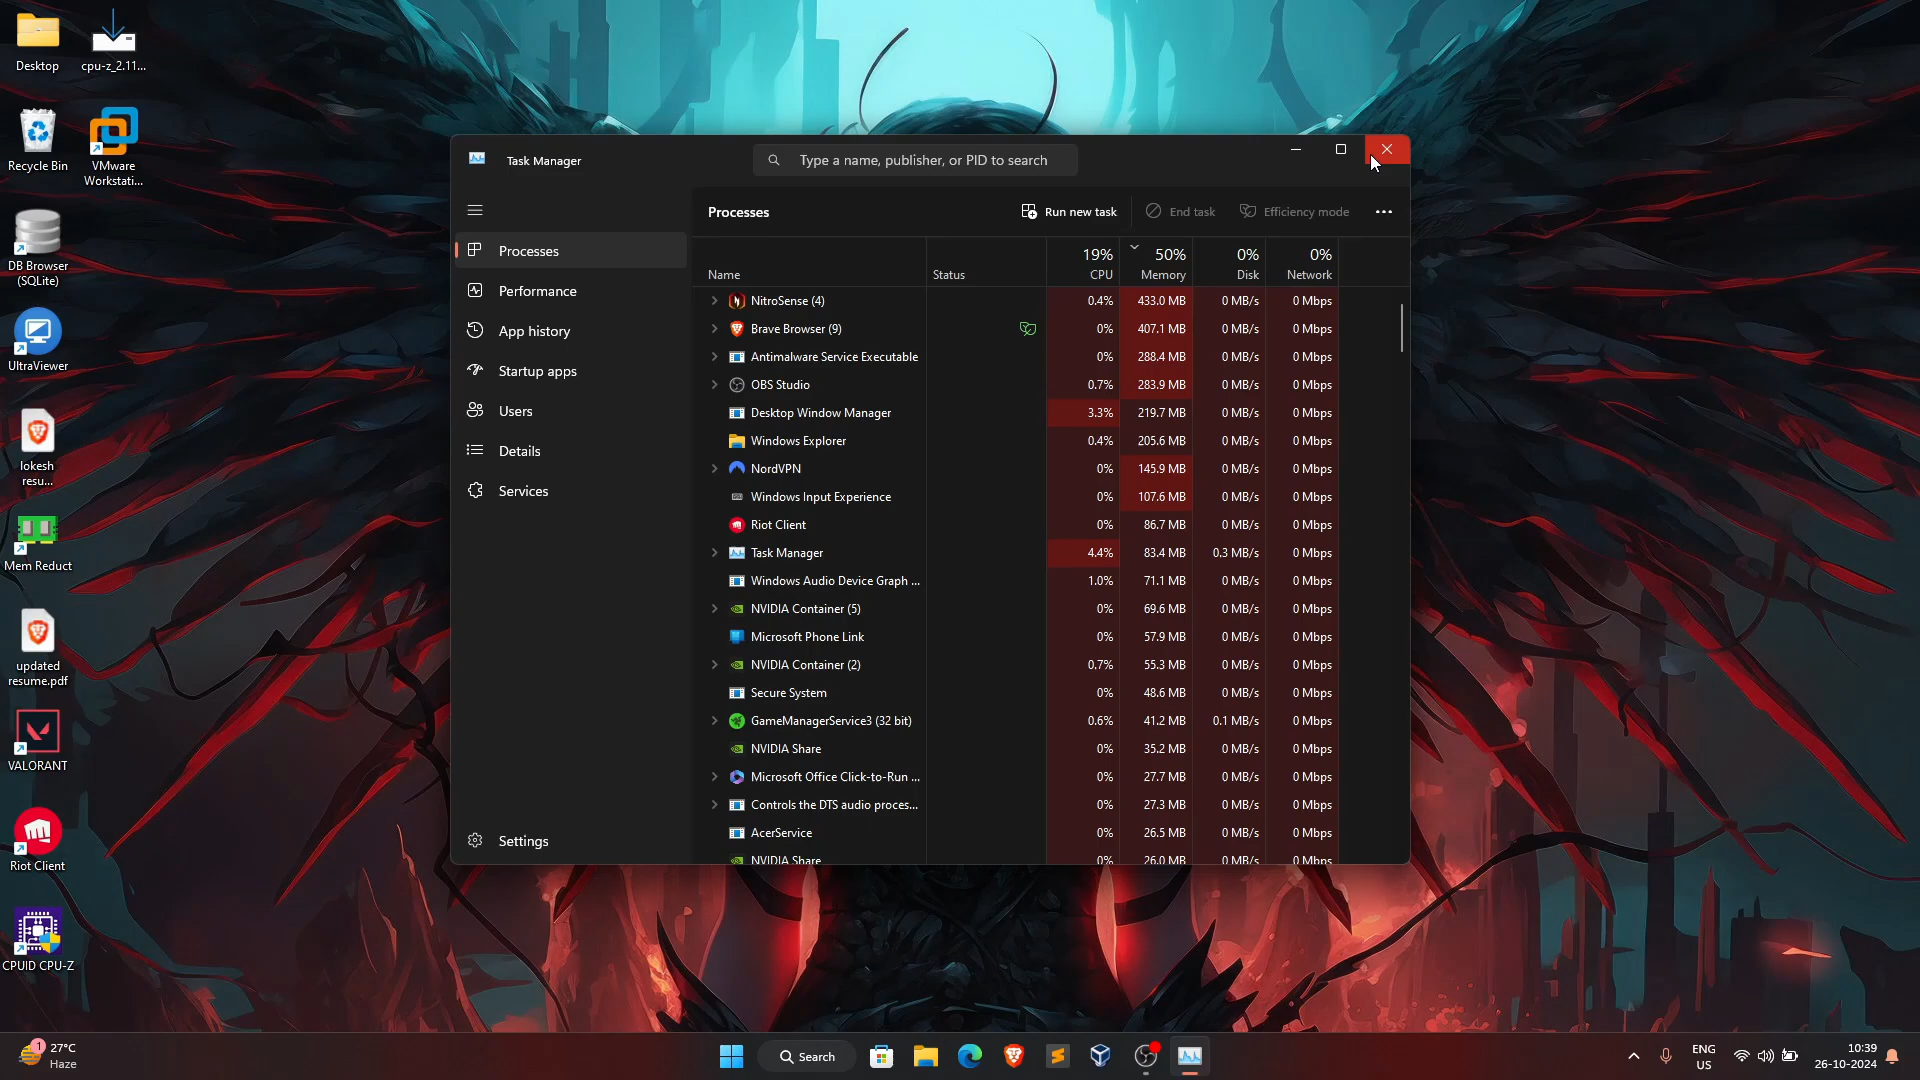 Desktop
cpu-z_2.11...
Recycle Bin
VMware
Workstati...
DB Browser
(SQLite)
UltraViewer
lokesh
resu...
Mem Reduct
updated
resume.pdf
VALORANT
Riot Client
CPUID CPU-Z
Task Manager
Type a name, publisher, or PID to search
Processes
Performance
App history
Startup apps
Users
Details
Services
Settings
Processes
Run new task
End task
Efficiency mode
19% 50% 0% 0%
Name Status CPU Memory Disk Network
NitroSense (4) 0.4% 433.0 MB 0 MB/s 0 Mbps
Brave Browser (9) 0% 407.1 MB 0 MB/s 0 Mbps
Antimalware Service Executable 0% 288.4 MB 0 MB/s 0 Mbps
OBS Studio 0.7% 283.9 MB 0 MB/s 0 Mbps
Desktop Window Manager 3.3% 219.7 MB 0 MB/s 0 Mbps
Windows Explorer 0.4% 205.6 MB 0 MB/s 0 Mbps
NordVPN 0% 145.9 MB 0 MB/s 0 Mbps
Windows Input Experience 0% 107.6 MB 0 MB/s 0 Mbps
Riot Client 0% 86.7 MB 0 MB/s 0 Mbps
Task Manager 4.4% 83.4 MB 0.3 MB/s 0 Mbps
Windows Audio Device Graph ... 1.0% 71.1 MB 0 MB/s 0 Mbps
NVIDIA Container (5) 0% 69.6 MB 0 MB/s 0 Mbps
Microsoft Phone Link 0% 57.9 MB 0 MB/s 0 Mbps
NVIDIA Container (2) 0.7% 55.3 MB 0 MB/s 0 Mbps
Secure System 0% 48.6 MB 0 MB/s 0 Mbps
GameManagerService3 (32 bit) 0.6% 41.2 MB 0.1 MB/s 0 Mbps
NVIDIA Share 0% 35.2 MB 0 MB/s 0 Mbps
Microsoft Office Click-to-Run ... 0% 27.7 MB 0 MB/s 0 Mbps
Controls the DTS audio proces... 0% 27.3 MB 0 MB/s 0 Mbps
AcerService 0% 26.5 MB 0 MB/s 0 Mbps
NVIDIA Share 0% 26.0 MB 0 MB/s 0 Mbps
1
27°C
Haze
Search
ENG
US
10:39
26-10-2024